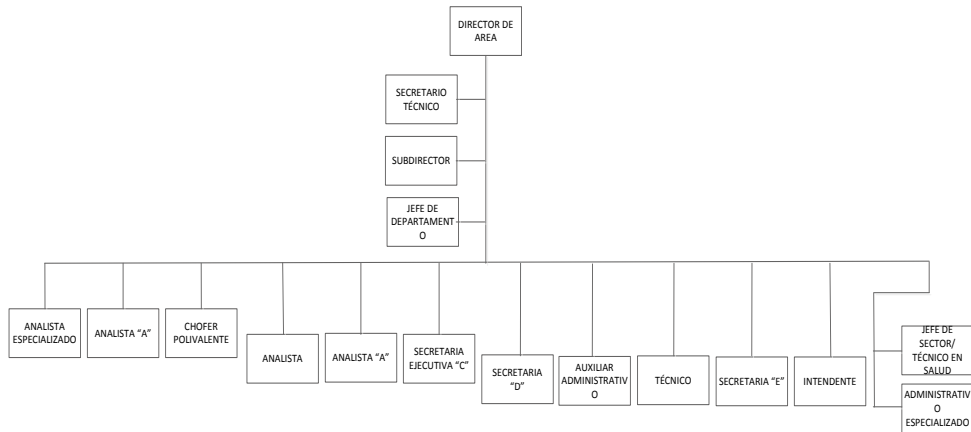 DIRECTOR DE
AREA
SECRETARIO
TÉCNICO
SUBDIRECTOR
JEFE DE
DEPARTAMENT
O
ANALISTA
ESPECIALIZADO
ANALISTA "A"
CHOFER
POLIVALENTE
ANALISTA
ANALISTA "A"
SECRETARIA
EJECUTIVA "C"
SECRETARIA
"D"
AUXILIAR
ADMINISTRATIV
O
TÉCNICO
SECRETARIA "E"
INTENDENTE
JEFE DE
SECTOR/
TÉCNICO EN
SALUD
ADMINISTRATIV
O
ESPECIALIZADO